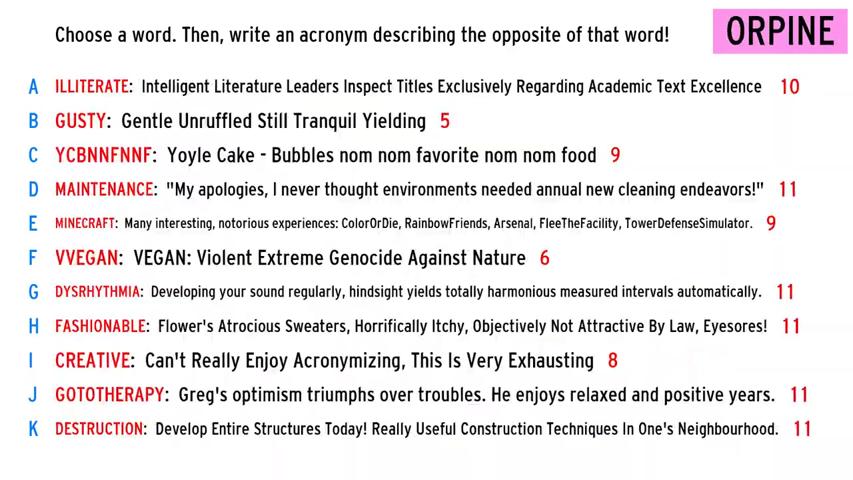 Choose a word. Then, write an acronym describing the opposite of that word!
ORPINE
A ILLITERATE: Intelligent Literature Leaders Inspect Titles Exclusively Regarding Academic Text Excellence 10
B GUSTY: Gentle Unruffled Still Tranquil Yielding 5
C YCBNNFNNF: Yoyle Cake - Bubbles nom nom favorite nom nom food 9
D MAINTENANCE: "My apologies, I never thought environments needed annual new cleaning endeavors!" 11
E MINECRAFT: Many interesting, notorious experiences: ColorOrDie, RainbowFriends, Arsenal, FleeTheFacility, TowerDefenseSimulator. 9
F VVEGAN: VEGAN: Violent Extreme Genocide Against Nature 6
G DYSRHYTHMIA: Developing your sound regularly, hindsight yields totally harmonious measured intervals automatically. 11
H FASHIONABLE: Flower's Atrocious Sweaters, Horrifically Itchy, Objectively Not Attractive By Law, Eyesores! 11
I CREATIVE: Can't Really Enjoy Acronymizing, This Is Very Exhausting 8
J GOTOTHERAPY: Greg's optimism triumphs over troubles. He enjoys relaxed and positive years. 11
K DESTRUCTION: Develop Entire Structures Today! Really Useful Construction Techniques In One's Neighbourhood. 11